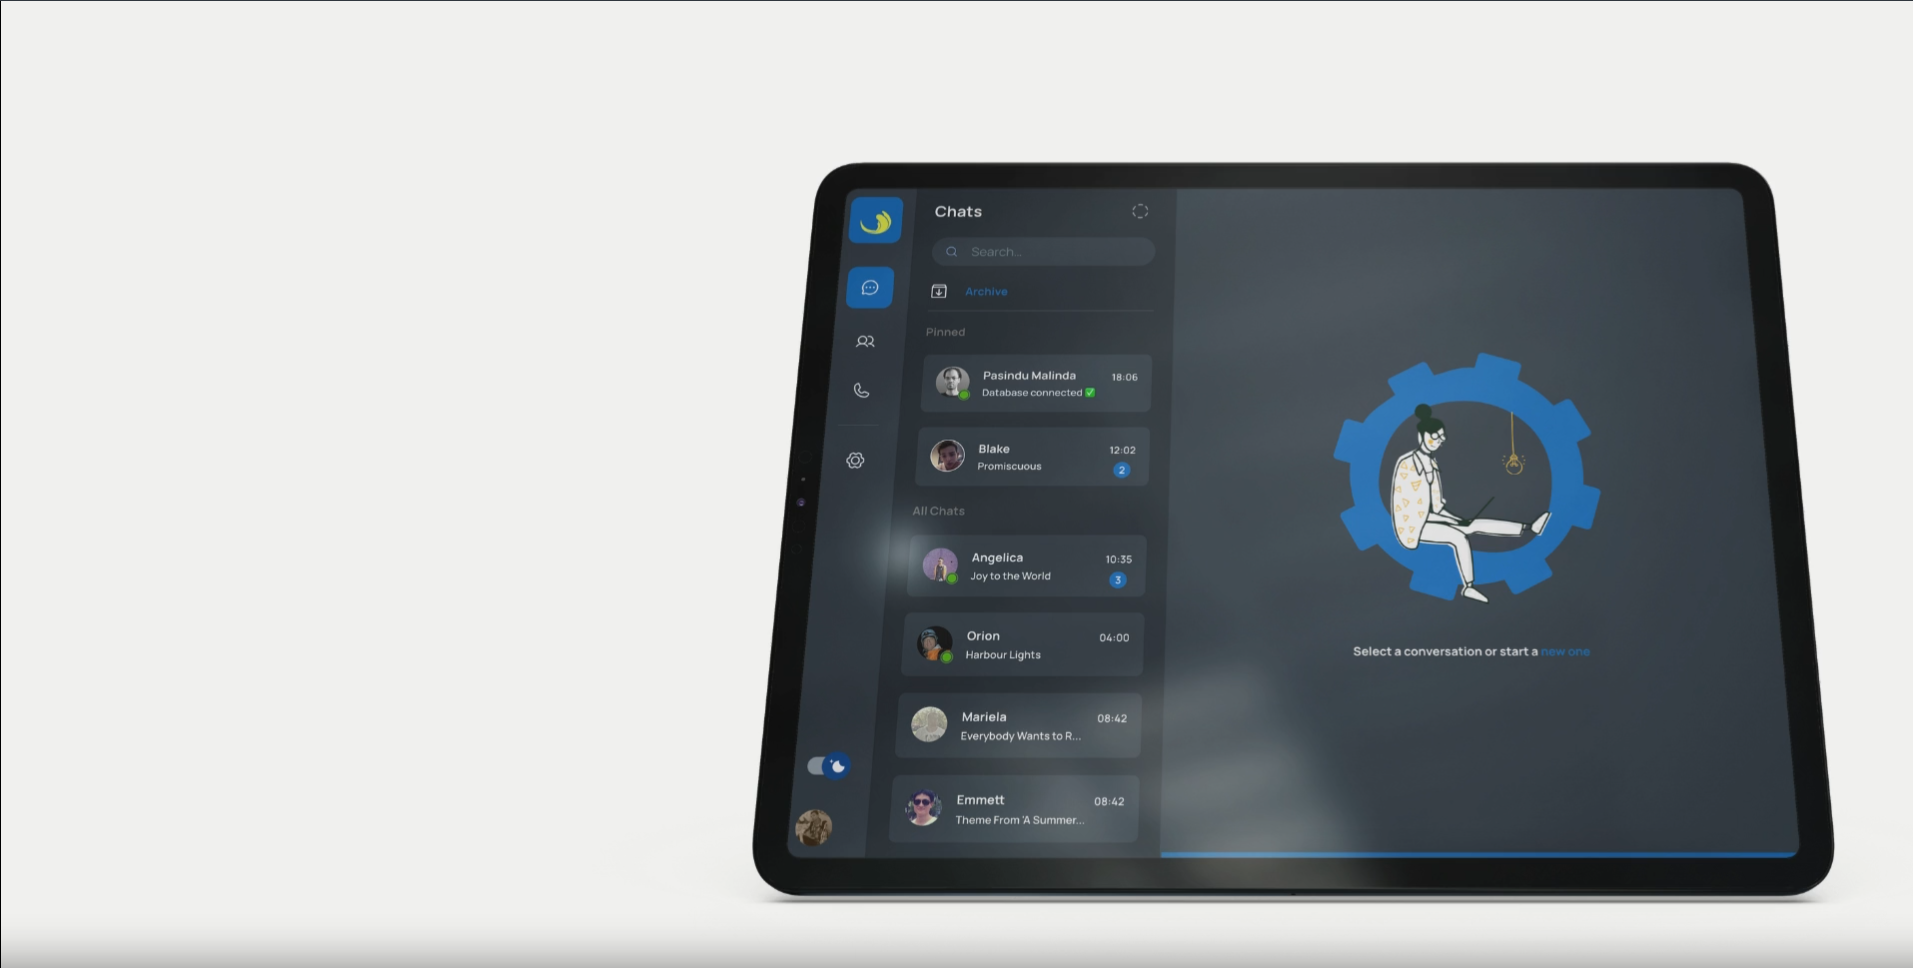 Chats
Search...
Archive
Pinned
Pasindu Malinda
18:06
Database connected ✅
Blake
12:02
Promiscuous
2
All Chats
Angelica
10:35
Joy to the World
3
Orion
04:00
Harbour Lights
Mariela
08:42
Everybody Wants to R...
Emmett
08:42
Theme From 'A Summer...
Select a conversation or start a new one